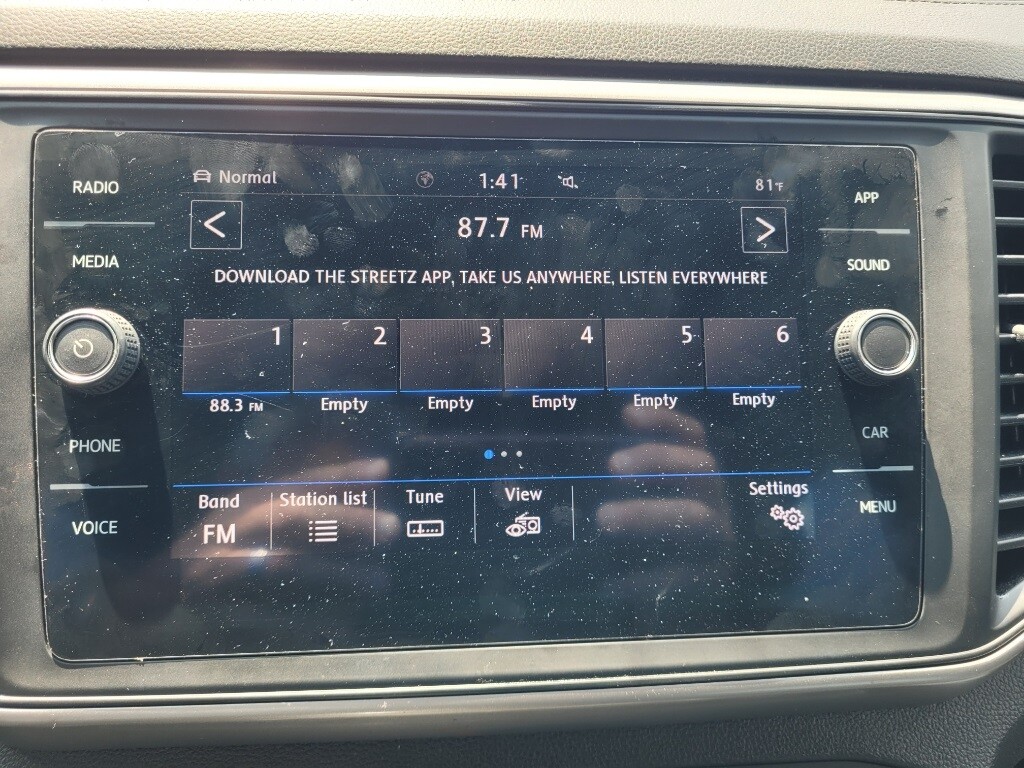 RADIO
MEDIA
PHONE
VOICE
Normal
1:41
81°F
87.7 FM
DOWNLOAD THE STREETZ APP, TAKE US ANYWHERE, LISTEN EVERYWHERE
1 2 3 4 5 6
88.3 FM Empty Empty Empty Empty Empty
Band Station list Tune View Settings
FM
APP
SOUND
CAR
MENU